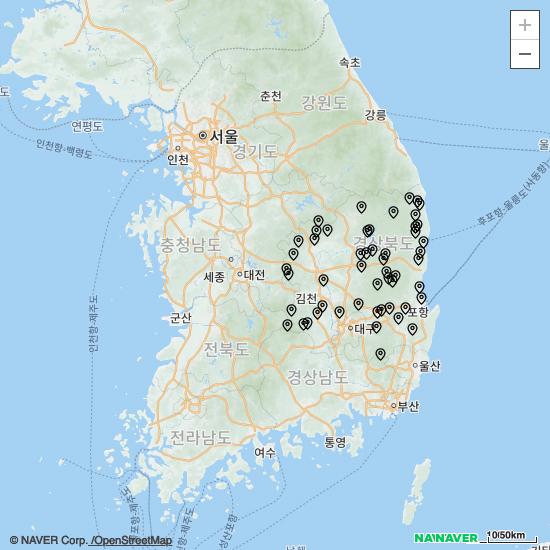 +
−
속초
춘천
강원도
강릉
도
연평도
서울
인천항-백령도
인천
경기도
울
후포항-울릉도(사동항)
충청남도
경상북도
세종
대전
김천
군산
포항
대구
인천항-제주도
전북도
경상남도
울산
부산
전라남도
통영
여수
© NAVER Corp. /OpenStreetMap
NAVER
10/50km